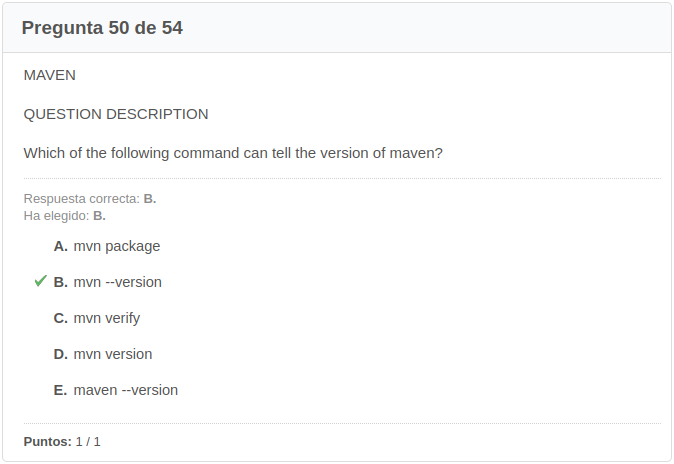 Pregunta 50 de 54
MAVEN
QUESTION DESCRIPTION
Which of the following command can tell the version of maven?
Respuesta correcta: B.
Ha elegido: B.
A. mvn package
B. mvn --version
C. mvn verify
D. mvn version
E. maven --version
Puntos: 1 / 1